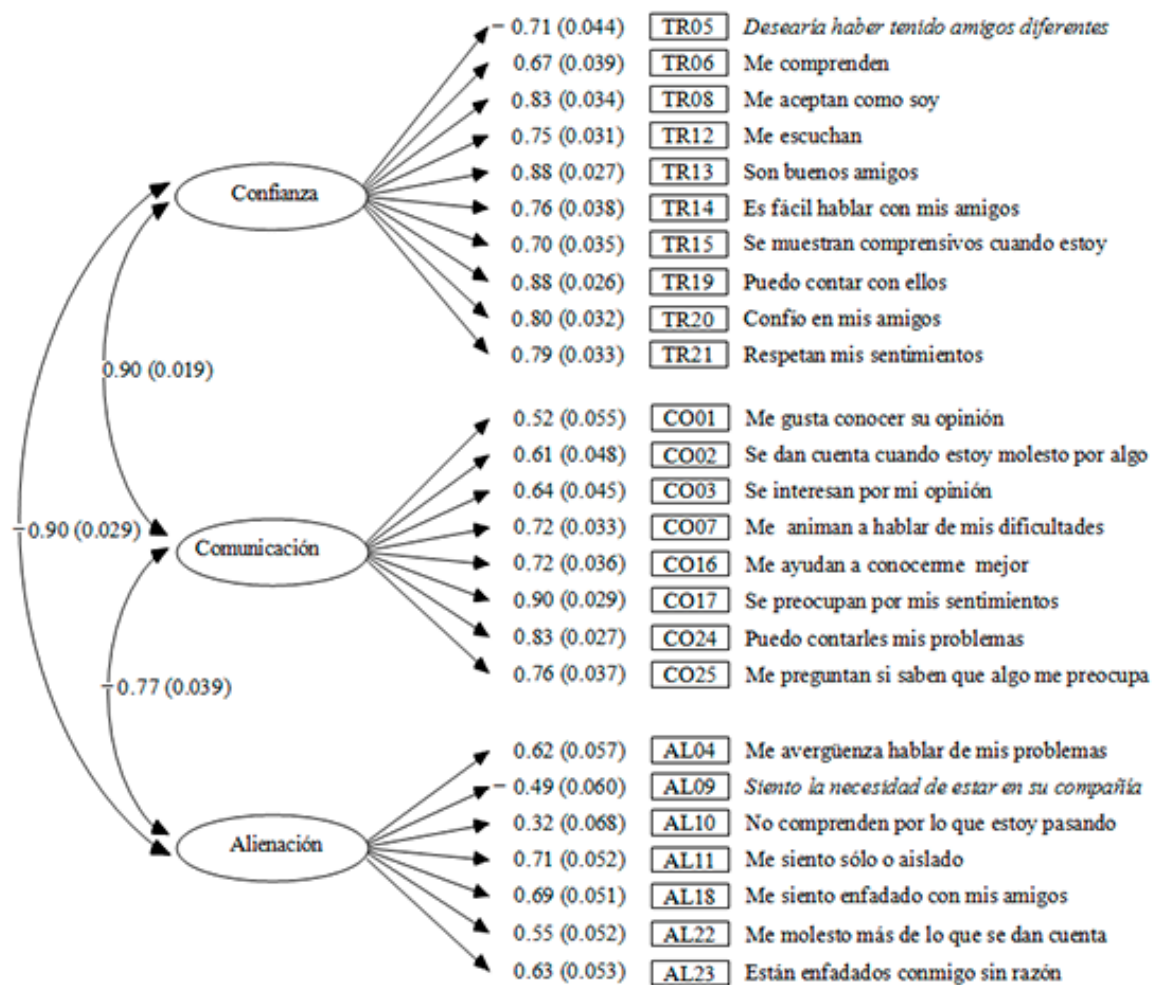 − 0.71 (0.044) TR05 Desearía haber tenido amigos diferentes
0.67 (0.039) TR06 Me comprenden
0.83 (0.034) TR08 Me aceptan como soy
0.75 (0.031) TR12 Me escuchan
0.88 (0.027) TR13 Son buenos amigos
Confianza
0.76 (0.038) TR14 Es fácil hablar con mis amigos
0.70 (0.035) TR15 Se muestran comprensivos cuando estoy
0.88 (0.026) TR19 Puedo contar con ellos
0.80 (0.032) TR20 Confío en mis amigos
0.79 (0.033) TR21 Respetan mis sentimientos
0.90 (0.019)
0.52 (0.055) CO01 Me gusta conocer su opinión
0.61 (0.048) CO02 Se dan cuenta cuando estoy molesto por algo
0.64 (0.045) CO03 Se interesan por mi opinión
0.72 (0.033) CO07 Me animan a hablar de mis dificultades
−0.90 (0.029)
Comunicación
0.72 (0.036) CO16 Me ayudan a conocerme mejor
0.90 (0.029) CO17 Se preocupan por mis sentimientos
0.83 (0.027) CO24 Puedo contarles mis problemas
0.76 (0.037) CO25 Me preguntan si saben que algo me preocupa
−0.77 (0.039)
0.62 (0.057) AL04 Me avergüenza hablar de mis problemas
− 0.49 (0.060) AL09 Siento la necesidad de estar en su compañía
0.32 (0.068) AL10 No comprenden por lo que estoy pasando
Alienación
0.71 (0.052) AL11 Me siento sólo o aislado
0.69 (0.051) AL18 Me siento enfadado con mis amigos
0.55 (0.052) AL22 Me molesto más de lo que se dan cuenta
0.63 (0.053) AL23 Están enfadados conmigo sin razón